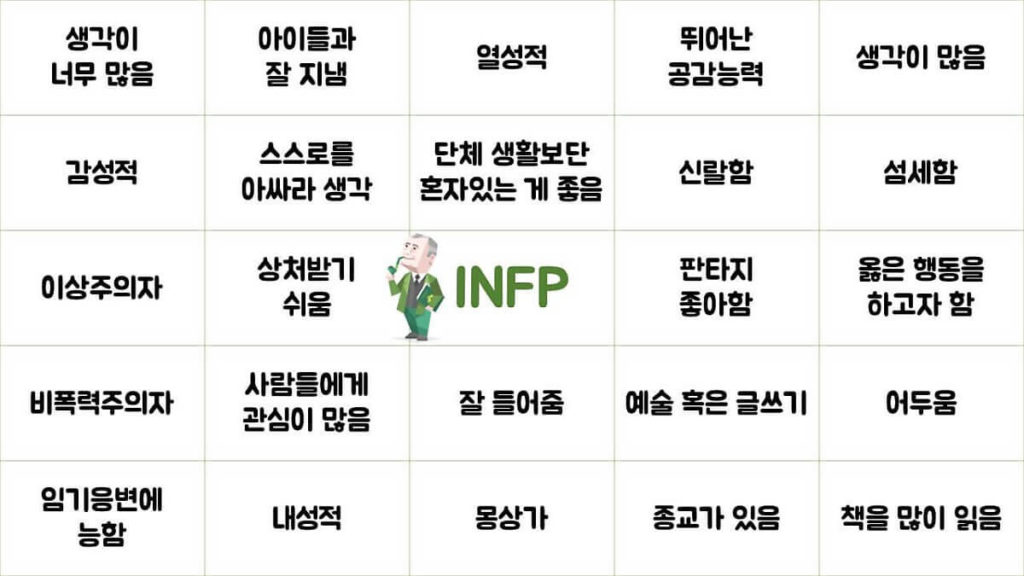 생각이
너무 많음
아이들과
잘 지냄
열성적
뛰어난
공감능력
생각이 많음
감성적
스스로를
아싸라 생각
단체 생활보단
혼자있는 게 좋음
신랄함
섬세함
이상주의자
상처받기
쉬움
INFP
판타지
좋아함
옳은 행동을
하고자 함
비폭력주의자
사람들에게
관심이 많음
잘 들어줌
예술 혹은 글쓰기
어두움
임기응변에
능함
내성적
몽상가
종교가 있음
책을 많이 읽음